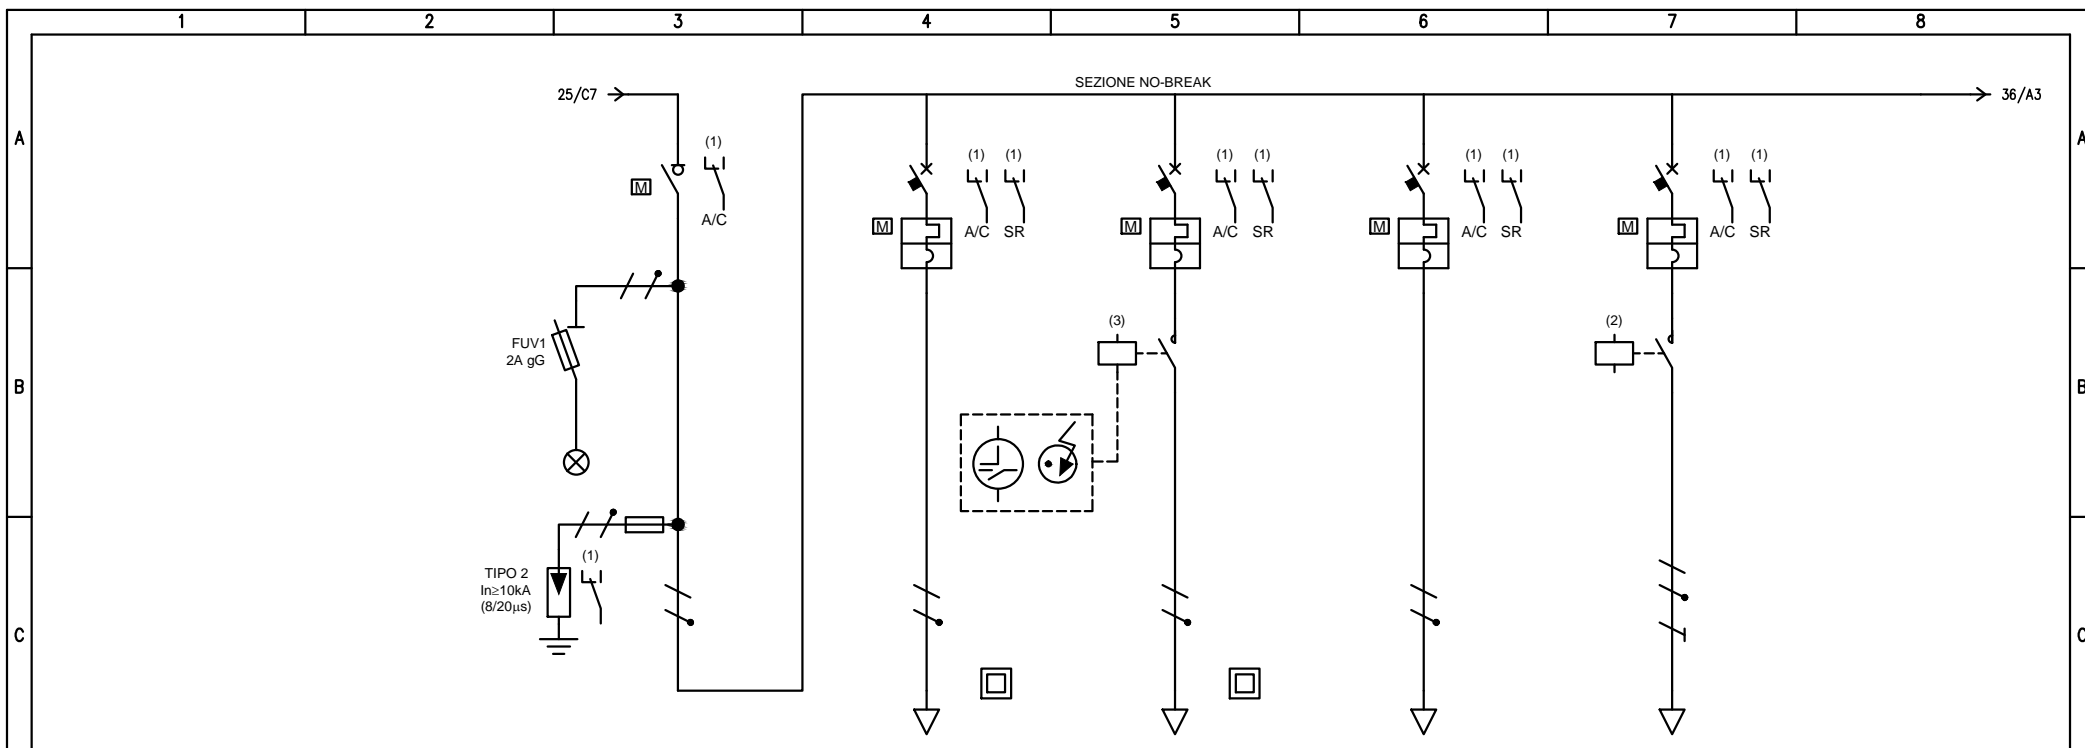 1 2 3 4 5 6 7 8
SEZIONE NO-BREAK
25/C7 36/A3
A A
(1) (1) (1) (1) (1) (1) (1) (1) (1)
M
A/C
M A/C SR M A/C SR M A/C SR M A/C SR
(3) (2)
FUV1
2A gG
B B
(1)
TIPO 2
In≥10kA
(8/20μs)
C C